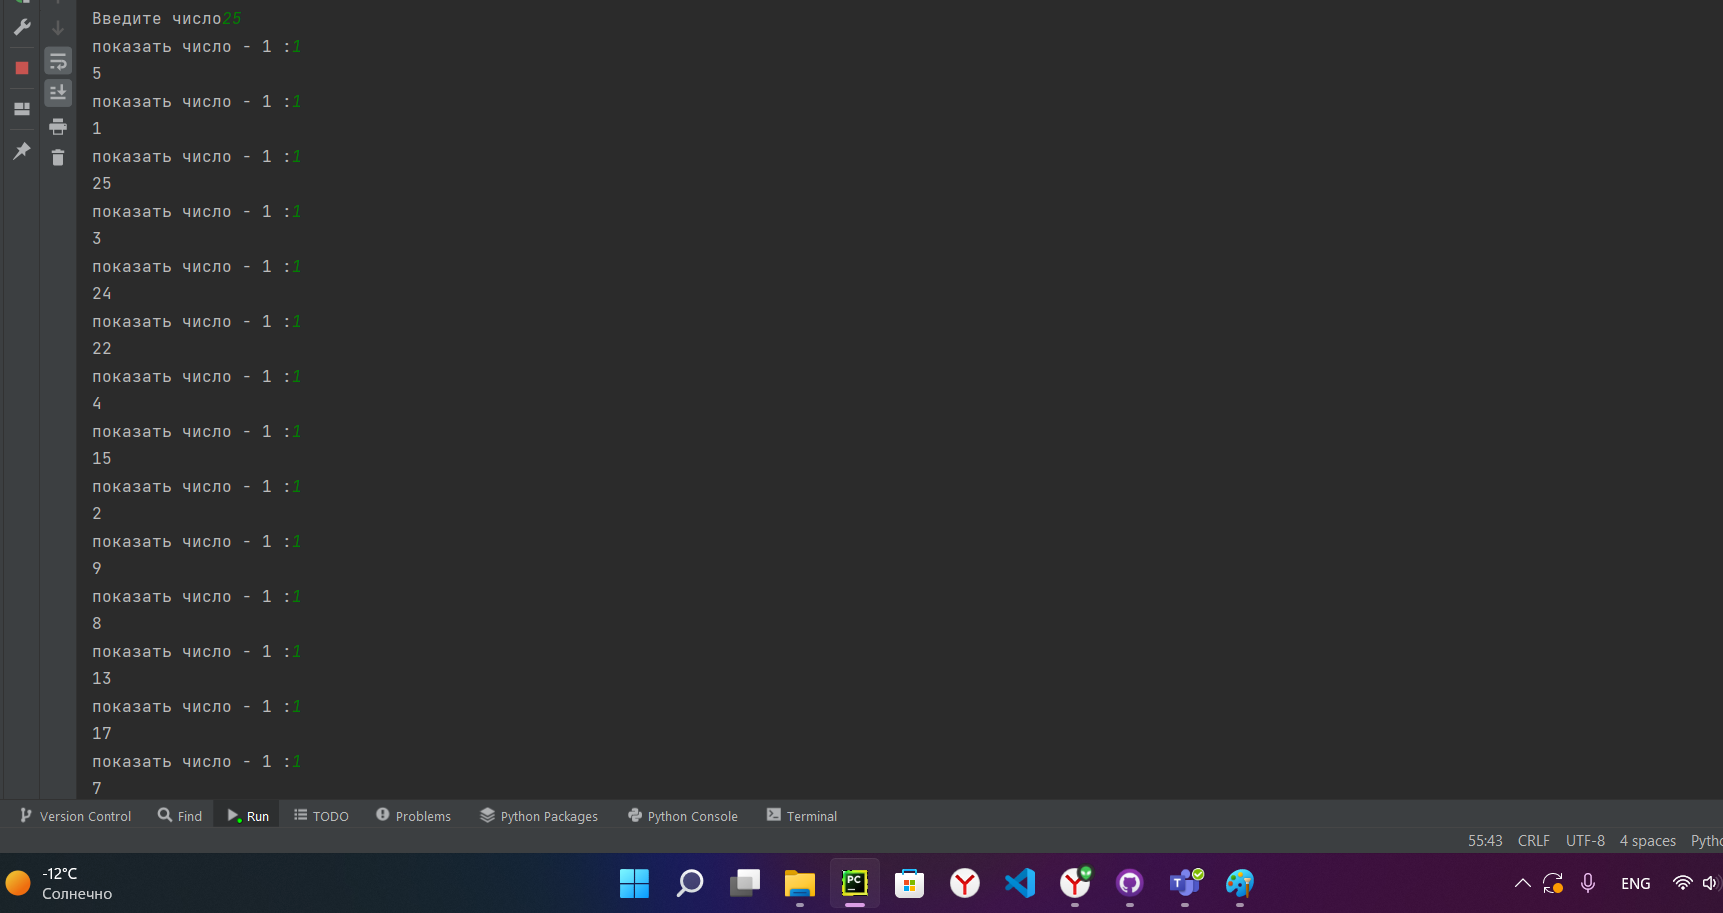 Введите число25
показать число - 1 :1
5
показать число - 1 :1
1
показать число - 1 :1
25
показать число - 1 :1
3
показать число - 1 :1
24
показать число - 1 :1
22
показать число - 1 :1
4
показать число - 1 :1
15
показать число - 1 :1
2
показать число - 1 :1
9
показать число - 1 :1
8
показать число - 1 :1
13
показать число - 1 :1
17
показать число - 1 :1
7
Version Control Find Run TODO Problems Python Packages Python Console Terminal
55:43 CRLF UTF-8 4 spaces Pytho
-12°C
Солнечно
PC
ENG